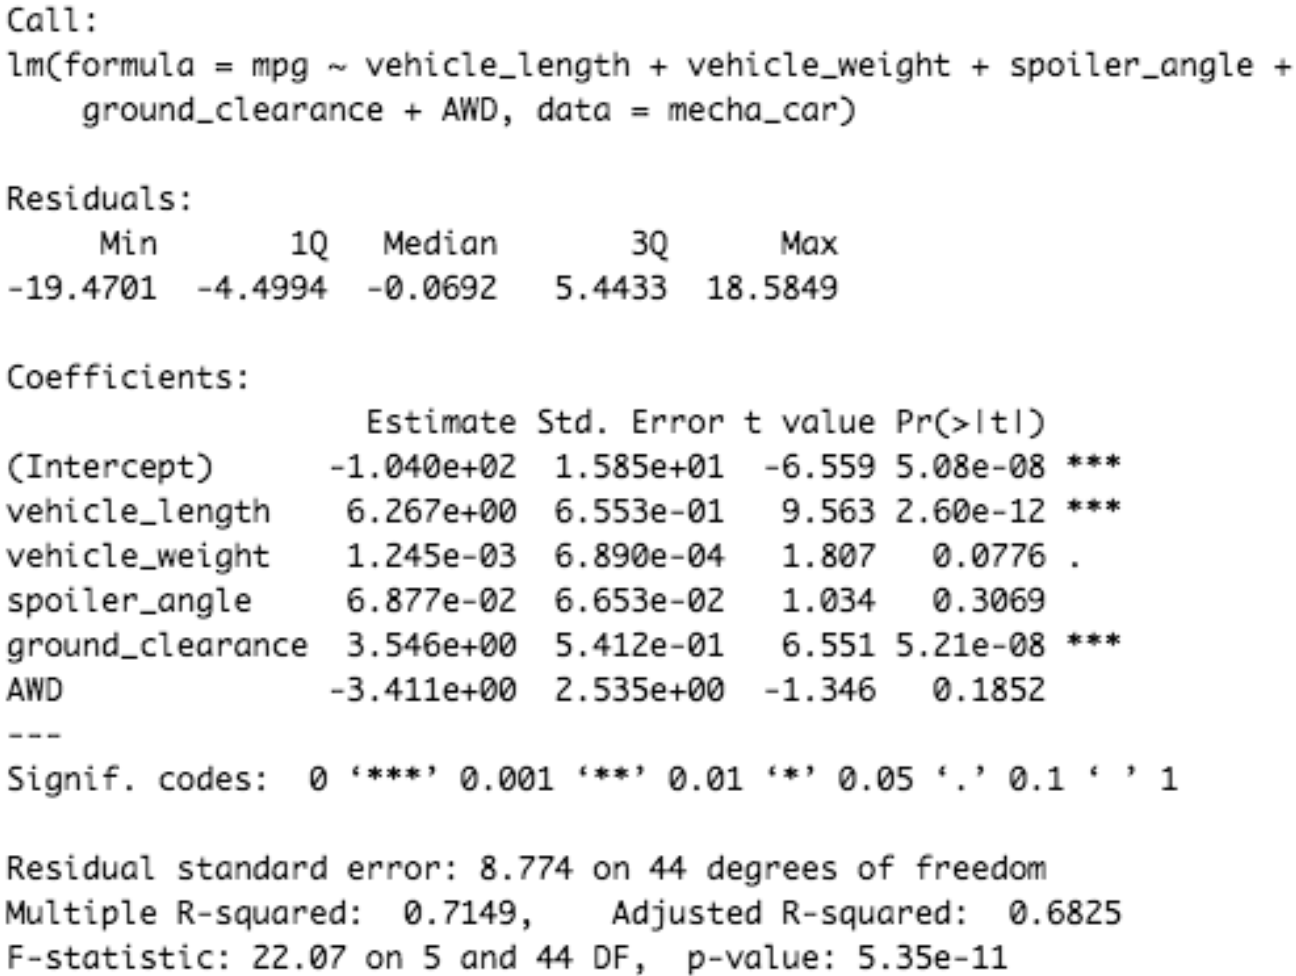 Call:
lm(formula = mpg ~ vehicle_length + vehicle_weight + spoiler_angle +
    ground_clearance + AWD, data = mecha_car)

Residuals:
     Min       1Q   Median       3Q      Max
-19.4701  -4.4994  -0.0692   5.4433  18.5849

Coefficients:
                   Estimate Std. Error t value Pr(>|t|)
(Intercept)      -1.040e+02  1.585e+01  -6.559 5.08e-08 ***
vehicle_length    6.267e+00  6.553e-01   9.563 2.60e-12 ***
vehicle_weight    1.245e-03  6.890e-04   1.807   0.0776 .
spoiler_angle     6.877e-02  6.653e-02   1.034   0.3069
ground_clearance  3.546e+00  5.412e-01   6.551 5.21e-08 ***
AWD              -3.411e+00  2.535e+00  -1.346   0.1852
---
Signif. codes:  0 ‘***’ 0.001 ‘**’ 0.01 ‘*’ 0.05 ‘.’ 0.1 ‘ ’ 1

Residual standard error: 8.774 on 44 degrees of freedom
Multiple R-squared:  0.7149,    Adjusted R-squared:  0.6825
F-statistic: 22.07 on 5 and 44 DF,  p-value: 5.35e-11